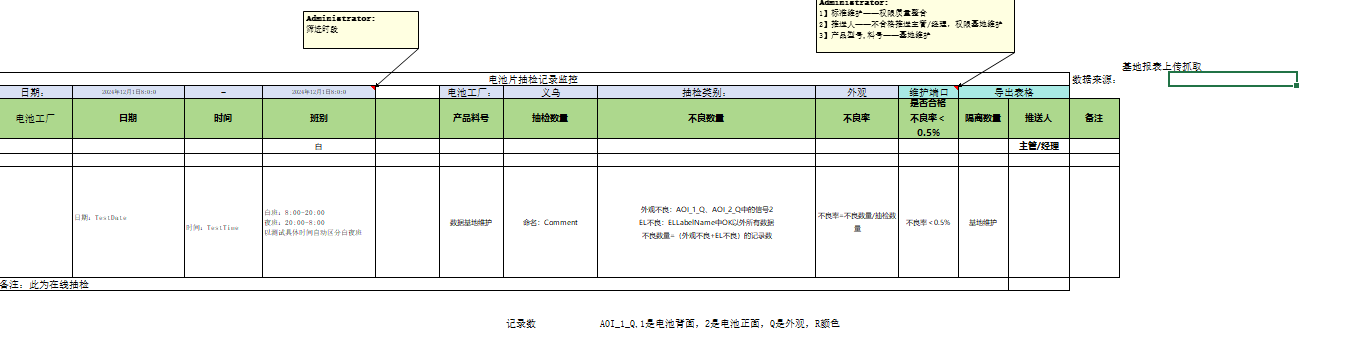 Administrator:
筛选时段
Administrator:
1】标准维护——权限质量整合
2】推送人——不合格推送主管/经理，权限基地维护
3】产品型号,料号——基地维护
基地报表上传抓取
电池片抽检记录监控
数据来源：
日期： 2024年12月1日8:0:0 － 2024年12月1日8:0:0 电池工厂： 义乌 抽检类别： 外观 维护端口 导出表格
电池工厂 日期 时间 班别 产品料号 抽检数量 不良数量 不良率 是否合格 隔离数量 推送人 备注
不良率＜
0.5%
白 主管/经理
日期：TestDate
时间：TestTime
白班：8:00-20:00
夜班：20:00-8:00
以测试具体时间自动区分白夜班
数据基地维护
命名：Comment
外观不良：AOI_1_Q、AOI_2_Q中的信号2
EL不良：ELLabelName中OK以外所有数据
不良数量=（外观不良+EL不良）的记录数
不良率=不良数量/抽检数
量
不良率＜0.5%
基地维护
备注：此为在线抽检
记录数 AOI_1_Q,1是电池背面，2是电池正面，Q是外观，R颜色